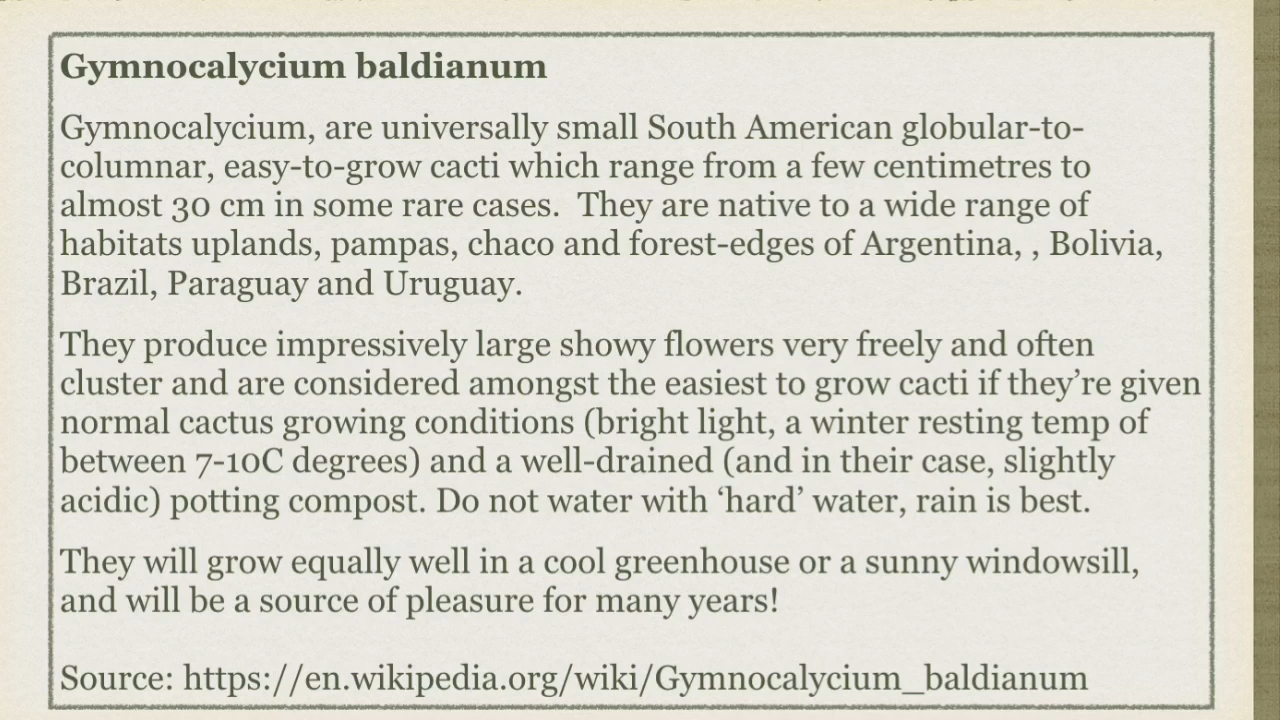 Gymnocalycium baldianum
Gymnocalycium, are universally small South American globular-to-
columnar, easy-to-grow cacti which range from a few centimetres to
almost 30 cm in some rare cases.  They are native to a wide range of
habitats uplands, pampas, chaco and forest-edges of Argentina, , Bolivia,
Brazil, Paraguay and Uruguay.
They produce impressively large showy flowers very freely and often
cluster and are considered amongst the easiest to grow cacti if they’re given
normal cactus growing conditions (bright light, a winter resting temp of
between 7-10C degrees) and a well-drained (and in their case, slightly
acidic) potting compost. Do not water with ‘hard’ water, rain is best.
They will grow equally well in a cool greenhouse or a sunny windowsill,
and will be a source of pleasure for many years!
Source: https://en.wikipedia.org/wiki/Gymnocalycium_baldianum